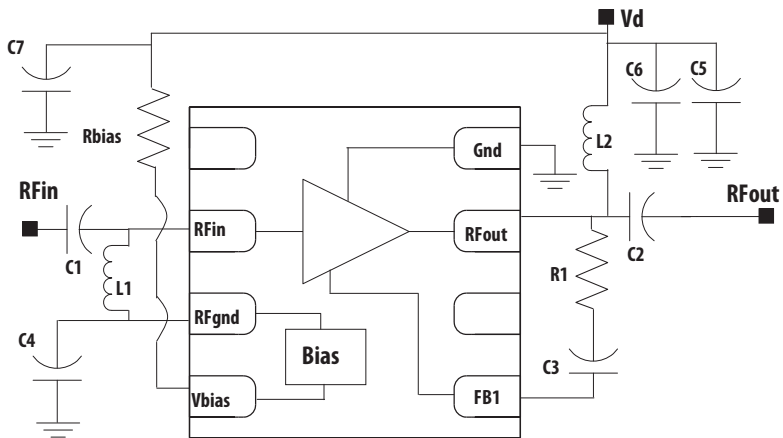 Vd
C7
C6
C5
Rbias
L2
Gnd
RFin
RFout
RFin
RFout
C1
C2
L1
R1
RFgnd
C4
Bias
C3
Vbias
FB1